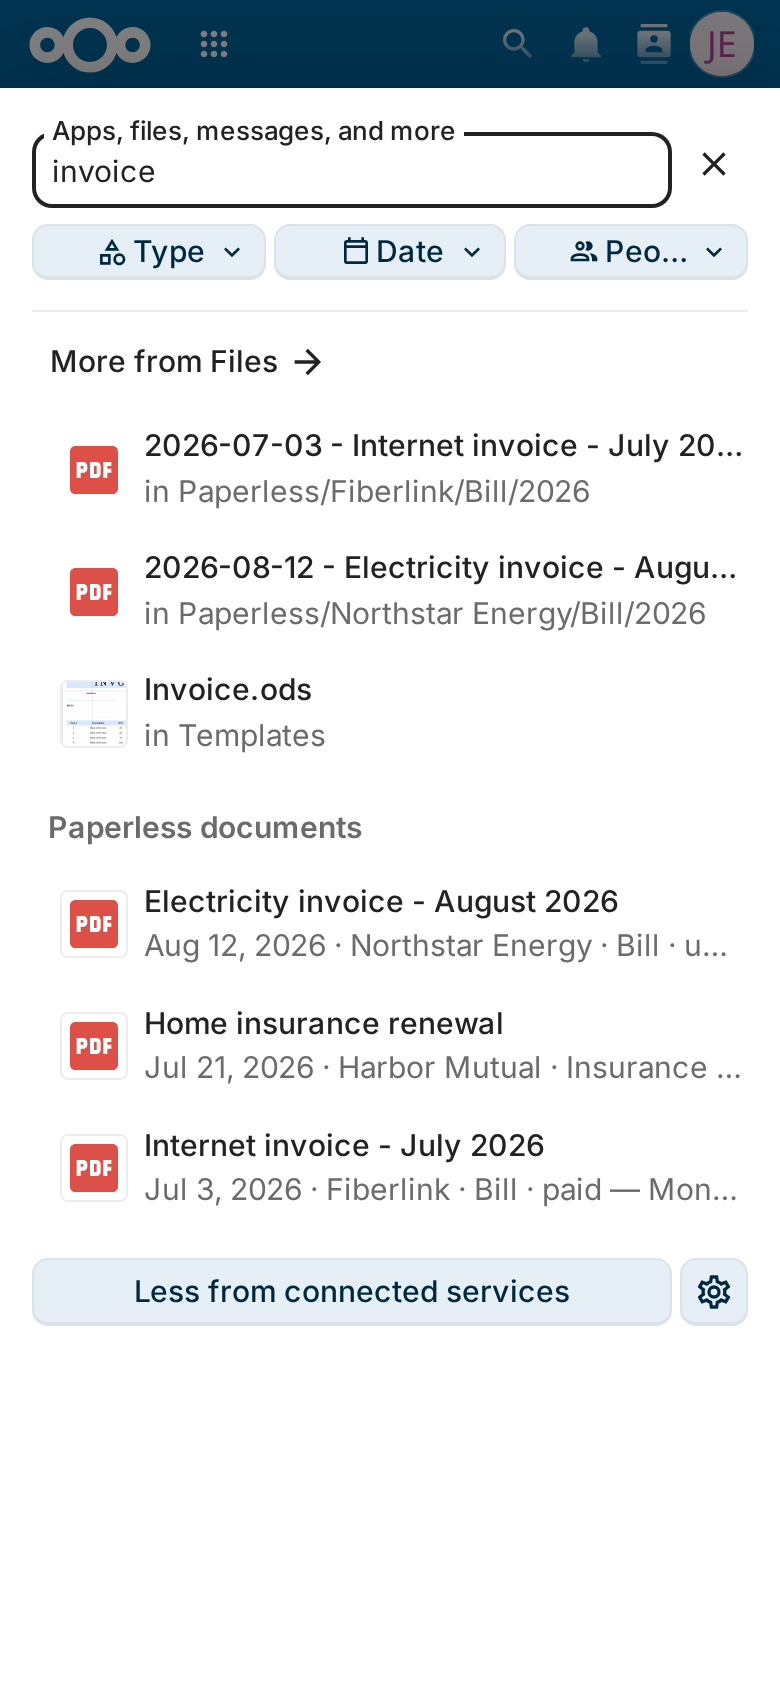 JE
Apps, files, messages, and more
invoice
Type
Date
Peo...
More from Files
PDF
2026-07-03 - Internet invoice - July 20...
in Paperless/Fiberlink/Bill/2026
PDF
2026-08-12 - Electricity invoice - Augu...
in Paperless/Northstar Energy/Bill/2026
Invoice.ods
in Templates
Paperless documents
PDF
Electricity invoice - August 2026
Aug 12, 2026 · Northstar Energy · Bill · u...
PDF
Home insurance renewal
Jul 21, 2026 · Harbor Mutual · Insurance ...
PDF
Internet invoice - July 2026
Jul 3, 2026 · Fiberlink · Bill · paid — Mon...
Less from connected services